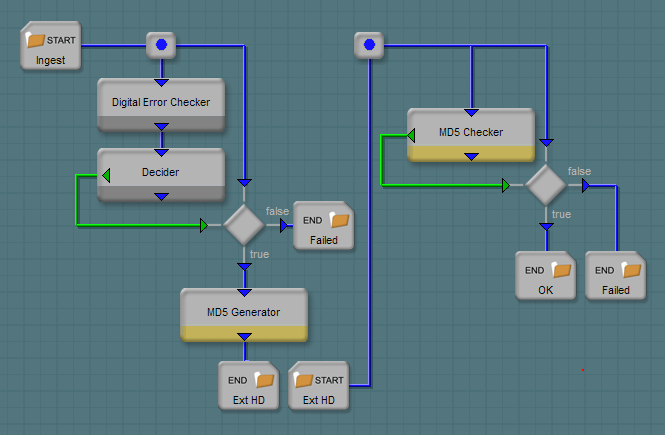 START
Ingest
Digital Error Checker
Decider
false
END
Failed
true
MD5 Generator
END
Ext HD
START
Ext HD
MD5 Checker
false
true
END
OK
END
Failed